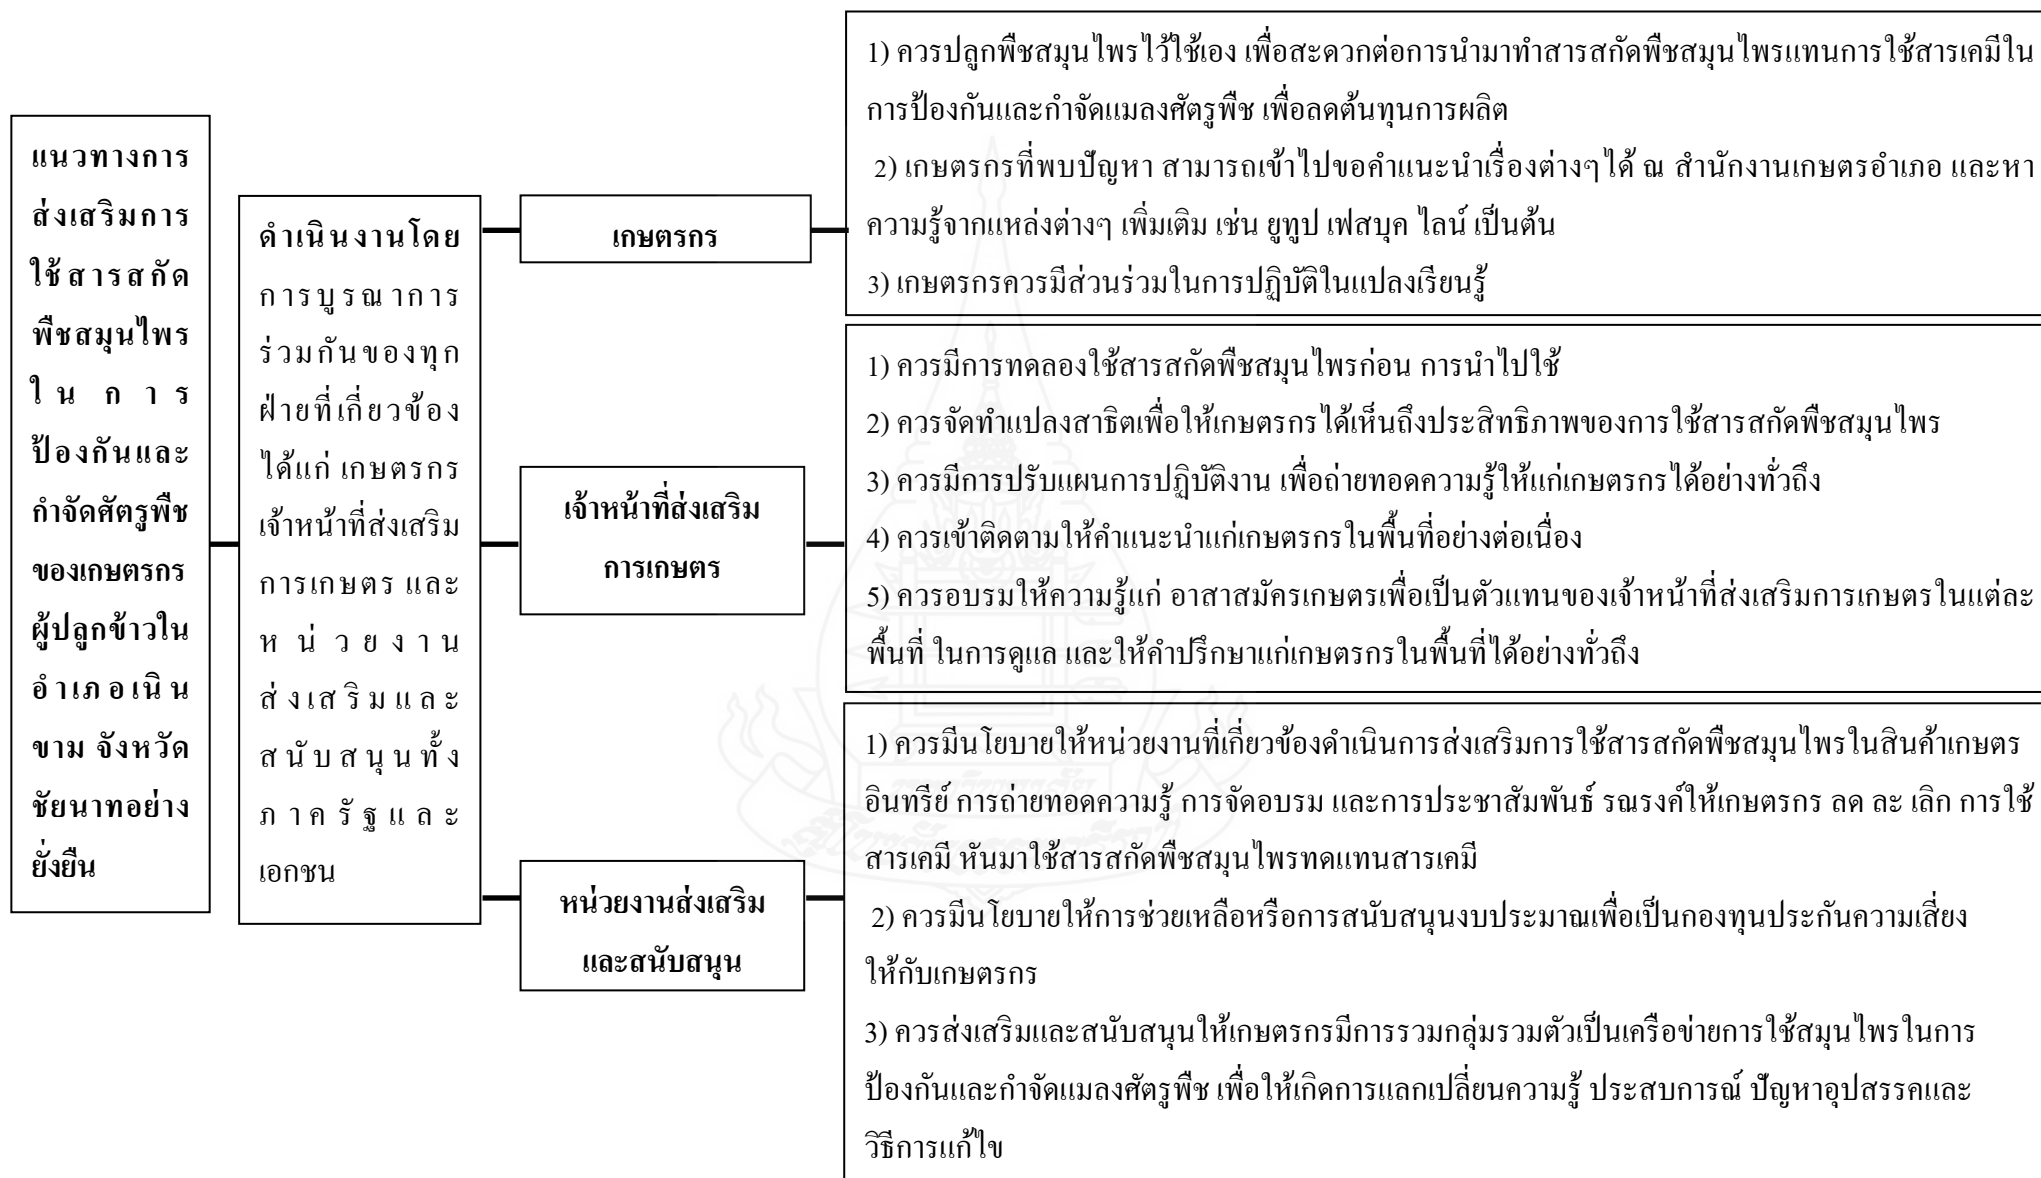 แนวทางการ
ส่งเสริมการ
ใช้สารสกัด
พืชสมุนไพร
ในการ
ป้องกันและ
กำจัดศัตรูพืช
ของเกษตรกร
ผู้ปลูกข้าวใน
อำเภอเนิน
ขาม จังหวัด
ชัยนาทอย่าง
ยั่งยืน
ดำเนินงานโดย
การบูรณาการ
ร่วมกันของทุก
ฝ่ายที่เกี่ยวข้อง
ได้แก่ เกษตรกร
เจ้าหน้าที่ส่งเสริม
การเกษตร และ
หน่วยงาน
ส่งเสริมและ
สนับสนุนทั้ง
ภาครัฐและ
เอกชน
เกษตรกร
1) ควรปลูกพืชสมุนไพรไว้ใช้เอง เพื่อสะดวกต่อการนำมาทำสารสกัดพืชสมุนไพรแทนการใช้สารเคมีใน
การป้องกันและกำจัดแมลงศัตรูพืช เพื่อลดต้นทุนการผลิต
2) เกษตรกรที่พบปัญหา สามารถเข้าไปขอคำแนะนำเรื่องต่างๆ ได้ ณ สำนักงานเกษตรอำเภอ และหา
ความรู้จากแหล่งต่างๆ เพิ่มเติม เช่น ยูทูป เฟสบุค ไลน์ เป็นต้น
3) เกษตรกรควรมีส่วนร่วมในการปฏิบัติในแปลงเรียนรู้
เจ้าหน้าที่ส่งเสริม
การเกษตร
1) ควรมีการทดลองใช้สารสกัดพืชสมุนไพรก่อน การนำไปใช้
2) ควรจัดทำแปลงสาธิตเพื่อให้เกษตรกรได้เห็นถึงประสิทธิภาพของการใช้สารสกัดพืชสมุนไพร
3) ควรมีการปรับแผนการปฏิบัติงาน เพื่อถ่ายทอดความรู้ให้แก่เกษตรกรได้อย่างทั่วถึง
4) ควรเข้าติดตามให้คำแนะนำแก่เกษตรกรในพื้นที่อย่างต่อเนื่อง
5) ควรอบรมให้ความรู้แก่ อาสาสมัครเกษตรเพื่อเป็นตัวแทนของเจ้าหน้าที่ส่งเสริมการเกษตรในแต่ละ
พื้นที่ ในการดูแล และให้คำปรึกษาแก่เกษตรกรในพื้นที่ได้อย่างทั่วถึง
หน่วยงานส่งเสริม
และสนับสนุน
1) ควรมีนโยบายให้หน่วยงานที่เกี่ยวข้องดำเนินการส่งเสริมการใช้สารสกัดพืชสมุนไพรในสินค้าเกษตร
อินทรีย์ การถ่ายทอดความรู้ การจัดอบรม และการประชาสัมพันธ์ รณรงค์ให้เกษตรกร ลด ละ เลิก การใช้
สารเคมี หันมาใช้สารสกัดพืชสมุนไพรทดแทนสารเคมี
2) ควรมีนโยบายให้การช่วยเหลือหรือการสนับสนุนงบประมาณเพื่อเป็นกองทุนประกันความเสี่ยง
ให้กับเกษตรกร
3) ควรส่งเสริมและสนับสนุนให้เกษตรกรมีการรวมกลุ่มรวมตัวเป็นเครือข่ายการใช้สมุนไพรในการ
ป้องกันและกำจัดแมลงศัตรูพืช เพื่อให้เกิดการแลกเปลี่ยนความรู้ ประสบการณ์ ปัญหาอุปสรรคและ
วิธีการแก้ไข